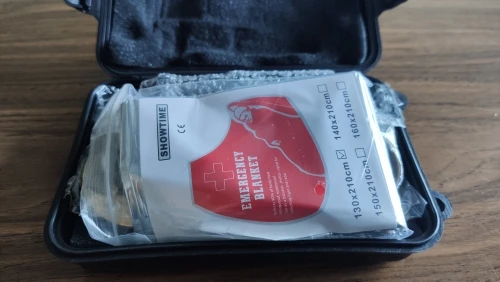 SHOWTIME
CE
EMERGENCY
BLANKET
140x210cm
160x210cm
130x210cm
150x210cm